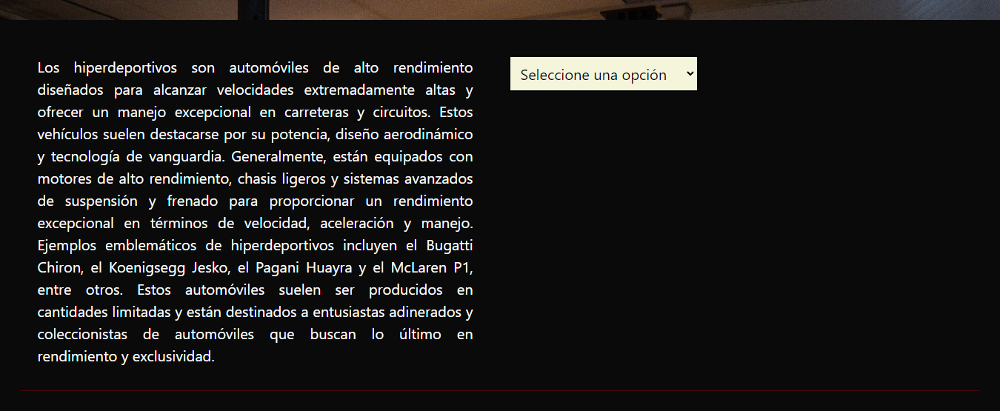 Los hiperdeportivos son automóviles de alto rendimiento
diseñados para alcanzar velocidades extremadamente altas y
ofrecer un manejo excepcional en carreteras y circuitos. Estos
vehículos suelen destacarse por su potencia, diseño aerodinámico
y tecnología de vanguardia. Generalmente, están equipados con
motores de alto rendimiento, chasis ligeros y sistemas avanzados
de suspensión y frenado para proporcionar un rendimiento
excepcional en términos de velocidad, aceleración y manejo.
Ejemplos emblemáticos de hiperdeportivos incluyen el Bugatti
Chiron, el Koenigsegg Jesko, el Pagani Huayra y el McLaren P1,
entre otros. Estos automóviles suelen ser producidos en
cantidades limitadas y están destinados a entusiastas adinerados y
coleccionistas de automóviles que buscan lo último en
rendimiento y exclusividad.
Seleccione una opción